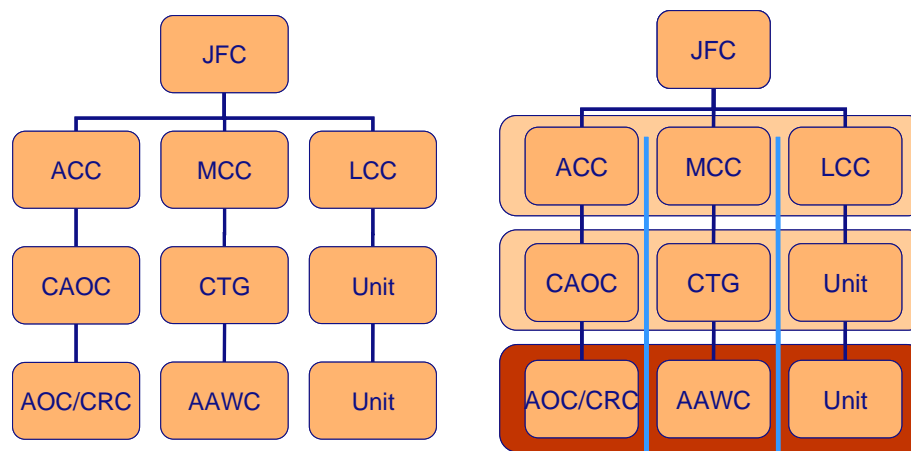 JFC
ACC MCC LCC
CAOC CTG Unit
AOC/CRC AAWC Unit
JFC
ACC MCC LCC
CAOC CTG Unit
AOC/CRC AAWC Unit